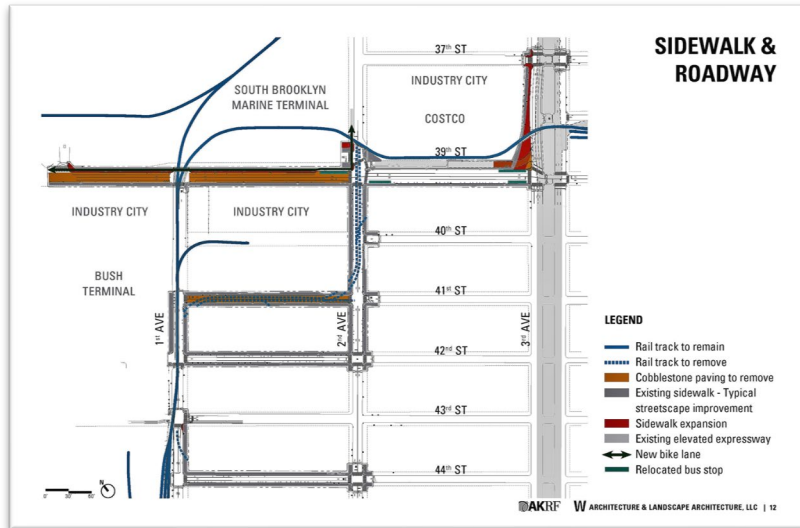 SIDEWALK &
ROADWAY
37th ST
INDUSTRY CITY
SOUTH BROOKLYN
MARINE TERMINAL
COSTCO
39th ST
INDUSTRY CITY
INDUSTRY CITY
40th ST
BUSH
TERMINAL
41st ST
1st AVE
2nd AVE
3rd AVE
42nd ST
43rd ST
44th ST
LEGEND
Rail track to remain
Rail track to remove
Cobblestone paving to remove
Existing sidewalk - Typical
streetscape improvement
Sidewalk expansion
Existing elevated expressway
New bike lane
Relocated bus stop
N
AKRF W ARCHITECTURE & LANDSCAPE ARCHITECTURE, LLC | 12